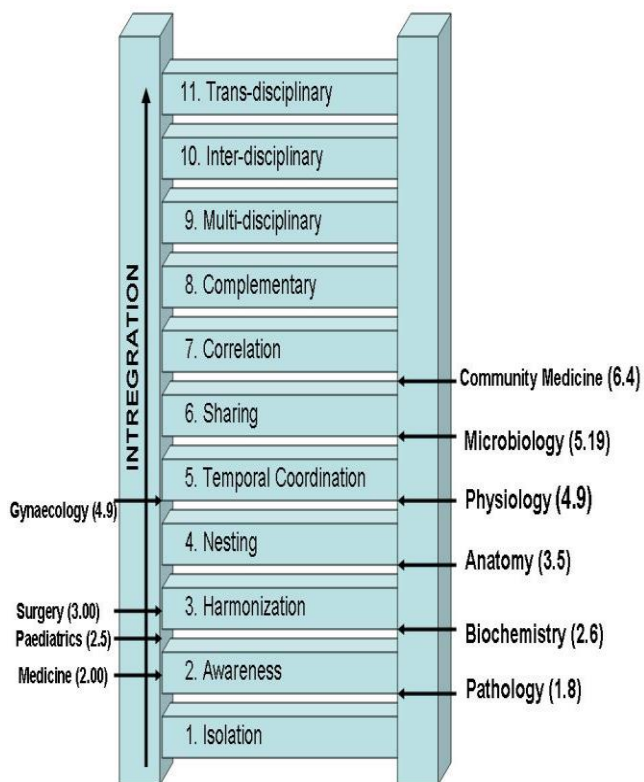 11. Trans-disciplinary
10. Inter-disciplinary
9. Multi-disciplinary
8. Complementary
7. Correlation
6. Sharing
5. Temporal Coordination
4. Nesting
3. Harmonization
2. Awareness
1. Isolation
INTREGRATION
Gynaecology (4.9)
Surgery (3.00)
Paediatrics (2.5)
Medicine (2.00)
Community Medicine (6.4)
Microbiology (5.19)
Physiology (4.9)
Anatomy (3.5)
Biochemistry (2.6)
Pathology (1.8)